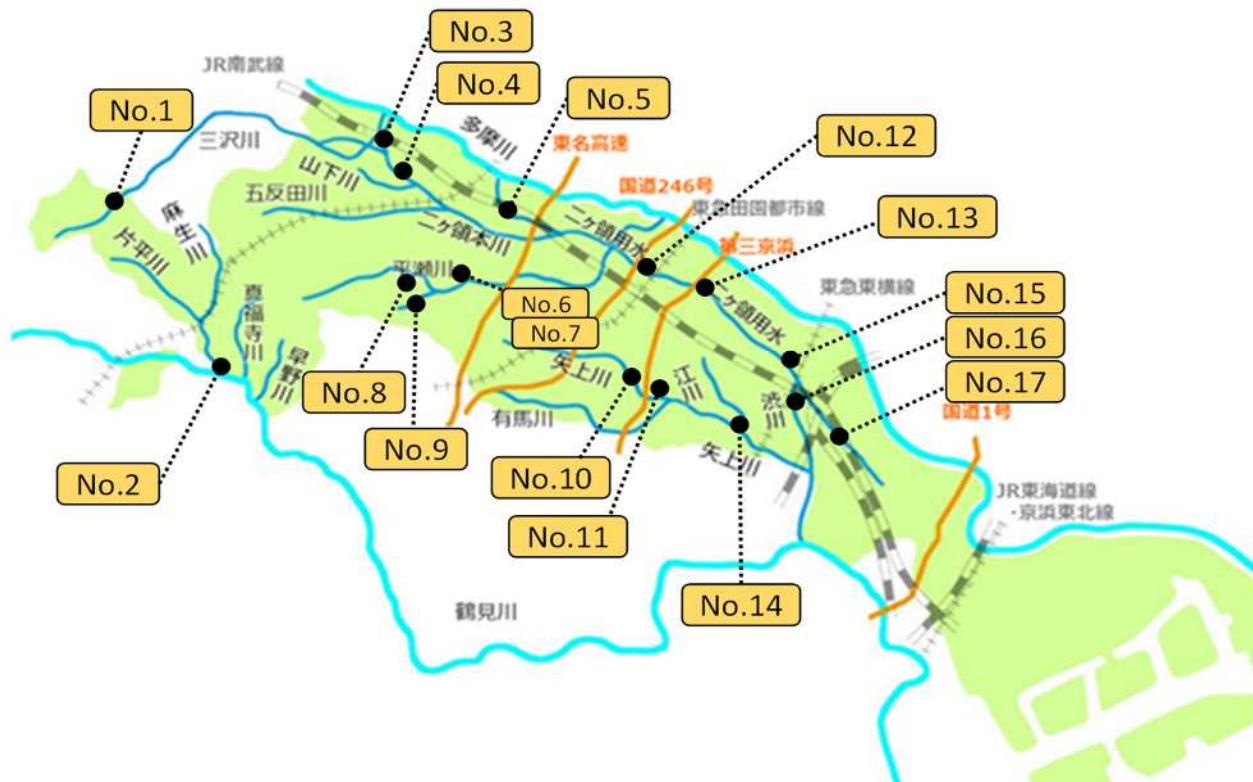 No.3
JR南武線
No.4
No.5
No.1
三沢川
多摩川
東名高速
No.12
山下川
国道246号
五反田川
東急田園都市線
麻生川
二ヶ領用水
No.13
片平川
二ヶ領本川
第三京浜
平瀬川
No.6
二ヶ領用水
東急東横線
No.15
真福寺川
No.7
No.16
早野川
矢上川
江川
No.8
渋川
No.17
有馬川
国道1号
No.9
矢上川
No.2
No.10
JR東海道線
・京浜東北線
No.11
No.14
鶴見川